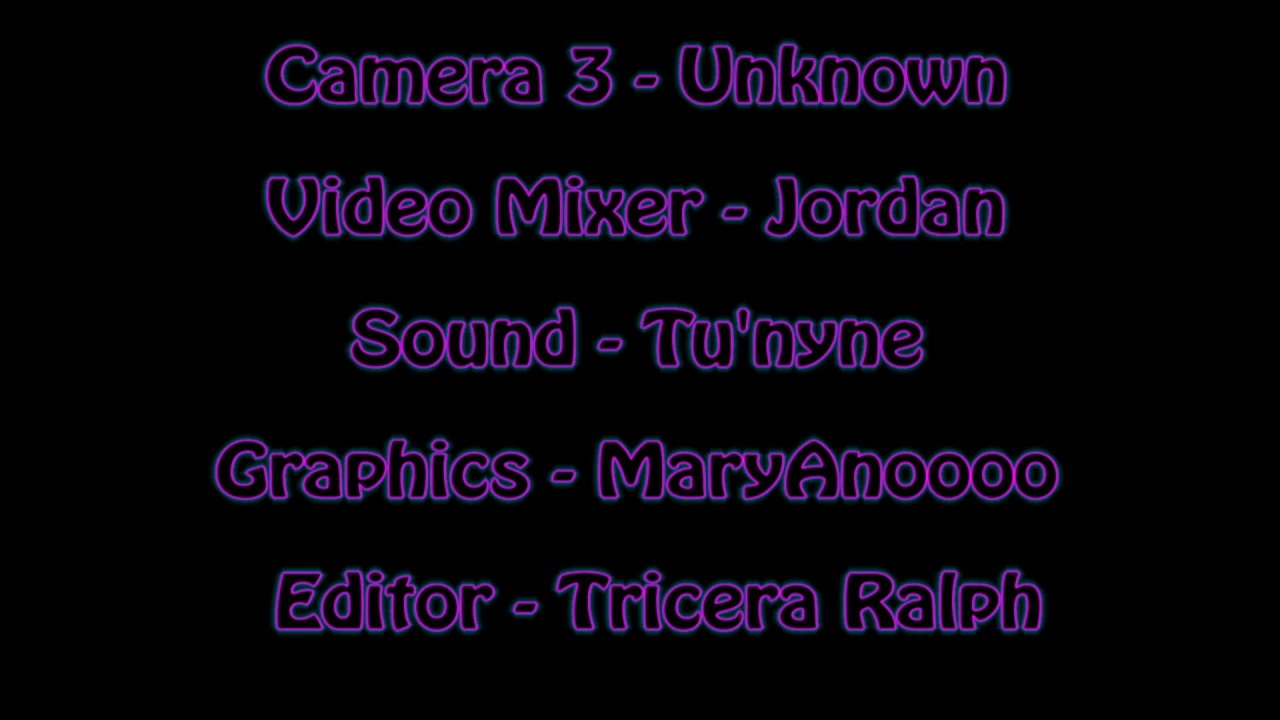 Camera 3 - Unknown
Video Mixer - Jordan
Sound - Tu'nyne
Graphics - MaryAnoooo
Editor - Tricera Ralph